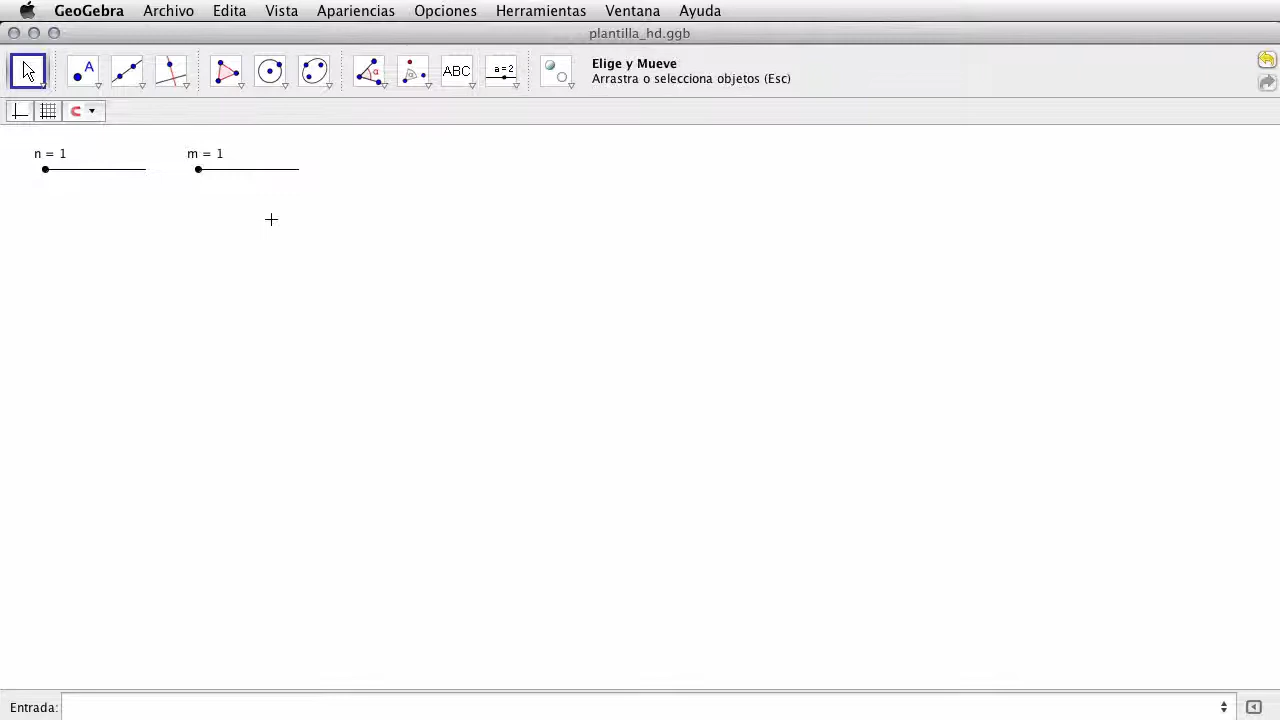 GeoGebra Archivo Edita Vista Apariencias Opciones Herramientas Ventana Ayuda
plantilla_hd.ggb
A
α
α
ABC
a=2
Elige y Mueve
Arrastra o selecciona objetos (Esc)
n = 1
m = 1
Entrada: